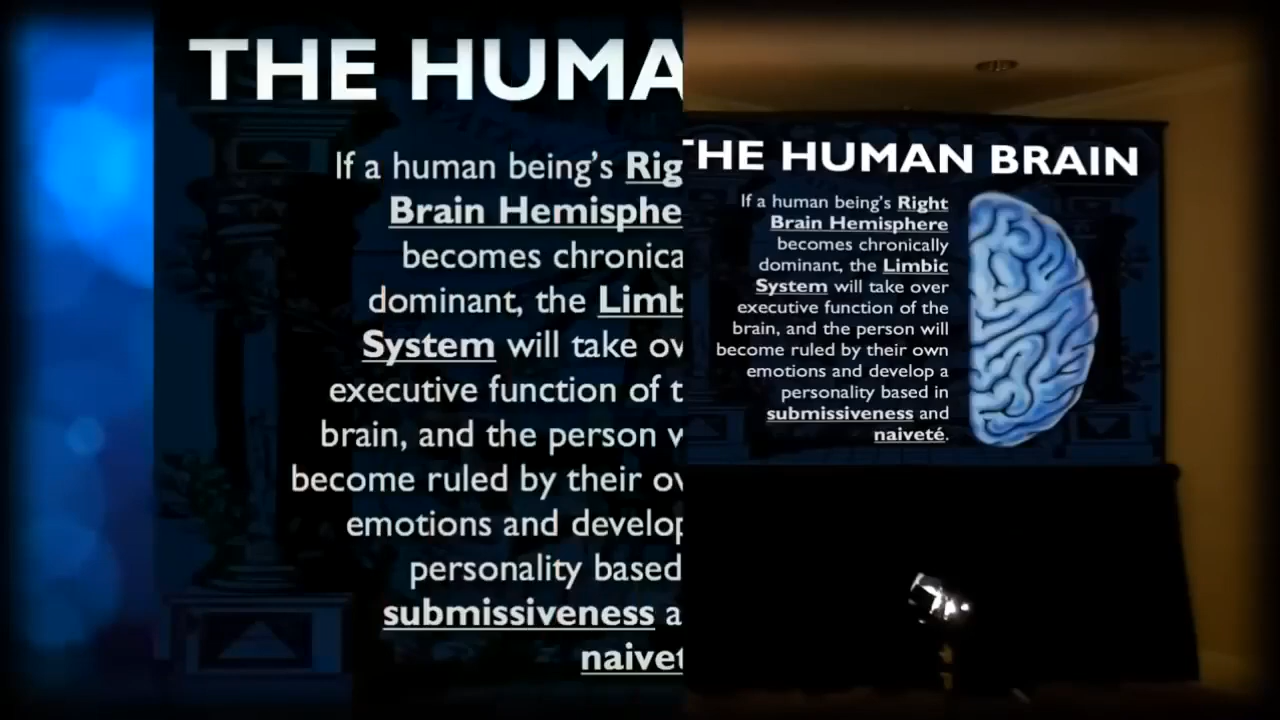 THE HUMA
If a human being's Rig
Brain Hemisphe
becomes chronica
dominant, the Limb
System will take ov
executive function of t
brain, and the person w
become ruled by their ov
emotions and develop
personality based
submissiveness a
naivet
THE HUMAN BRAIN
If a human being's Right
Brain Hemisphere
becomes chronically
dominant, the Limbic
System will take over
executive function of the
brain, and the person will
become ruled by their own
emotions and develop a
personality based in
submissiveness and
naiveté.